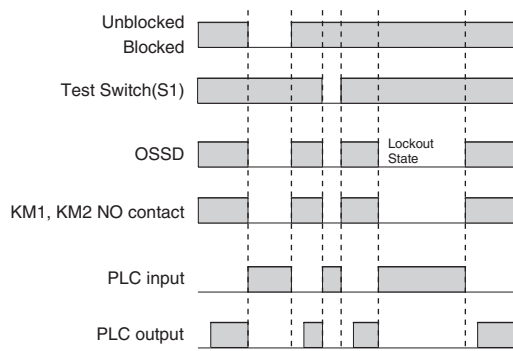 Unblocked
Blocked
Test Switch(S1)
OSSD
Lockout
State
KM1, KM2 NO contact
PLC input
PLC output